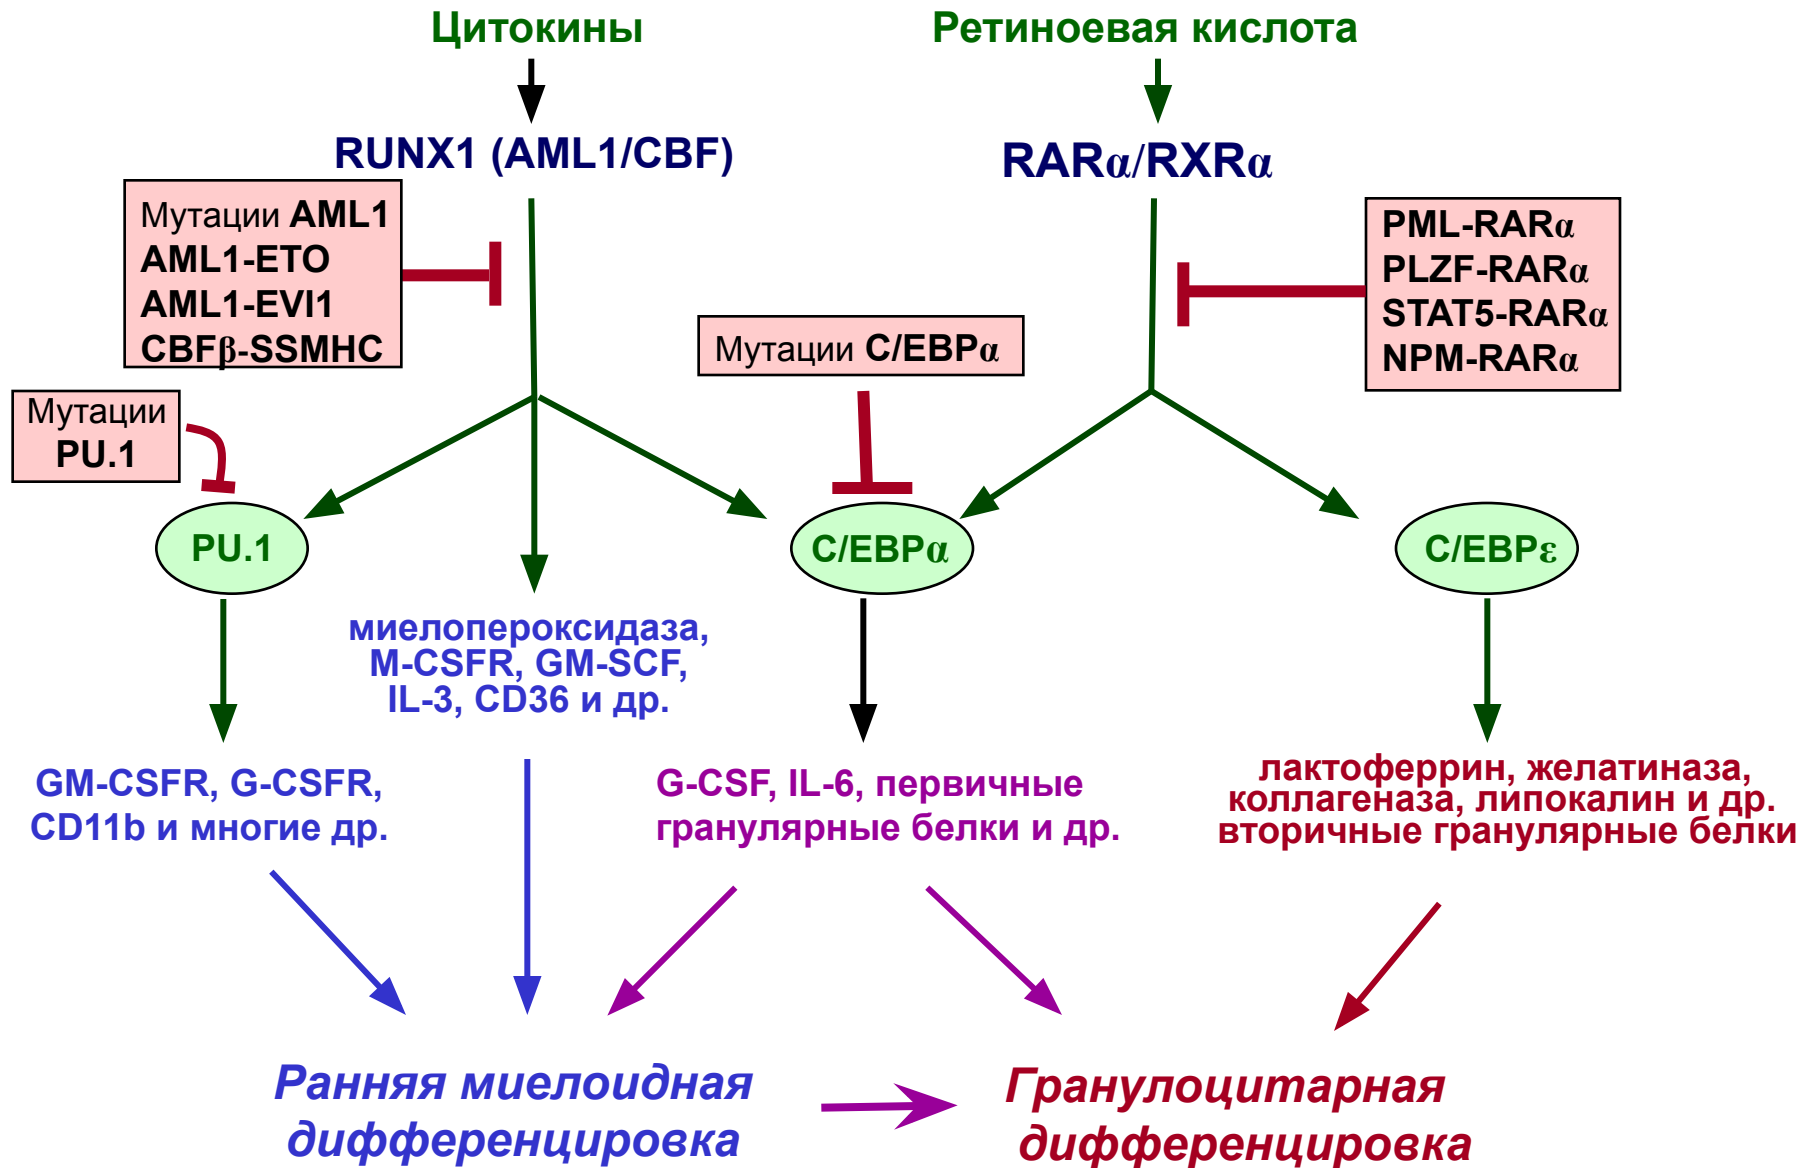 Цитокины
Ретиноевая кислота
RUNX1 (AML1/CBF)
RARα/RXRα
Мутации AML1
AML1-ETO
AML1-EVI1
CBFβ-SSMHC
PML-RARα
PLZF-RARα
STAT5-RARα
NPM-RARα
Мутации C/EBPα
Мутации
PU.1
PU.1
C/EBPα
C/EBPε
миелопероксидаза,
M-CSFR, GM-SCF,
IL-3, CD36 и др.
GM-CSFR, G-CSFR,
CD11b и многие др.
G-CSF, IL-6, первичные
гранулярные белки и др.
лактоферрин, желатиназа,
коллагеназа, липокалин и др.
вторичные гранулярные белки
Ранняя миелоидная
дифференцировка
Гранулоцитарная
дифференцировка